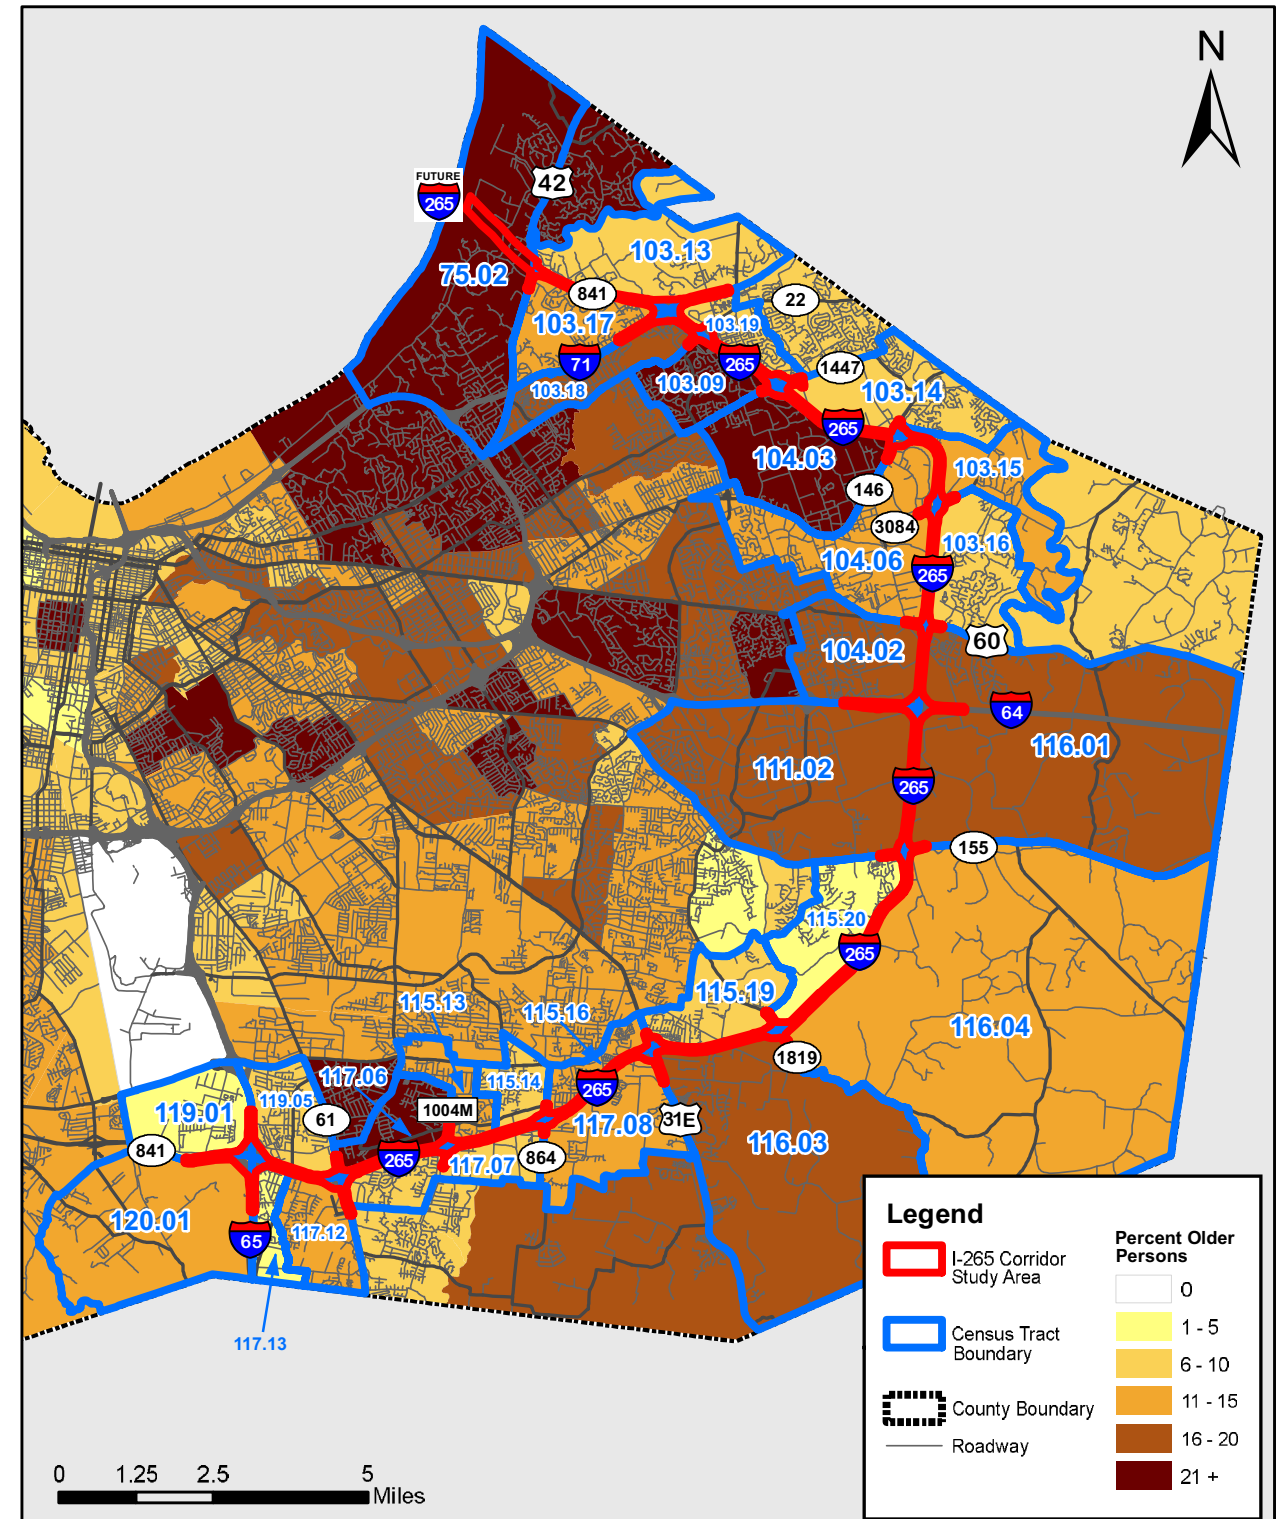 N
FUTURE
265
42
75.02
103.13
841
22
103.17
103.19
71
265
1447
103.18
103.09
103.14
265
104.03
103.15
146
3084
103.16
104.06
265
60
104.02
64
116.01
111.02
265
155
115.20
265
115.19
115.13
115.16
116.04
1819
117.06
115.14
265
119.05
119.01
61
1004M
117.08
31E
116.03
841
265
117.07
864
120.01
117.12
65
117.13
Legend
I-265 Corridor
Study Area
Census Tract
Boundary
County Boundary
Roadway
Percent Older
Persons
0
1 - 5
6 - 10
11 - 15
16 - 20
21 +
0 1.25 2.5 5
Miles